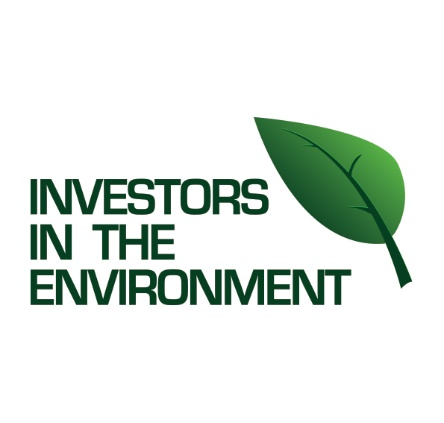 INVESTORS
IN THE
ENVIRONMENT